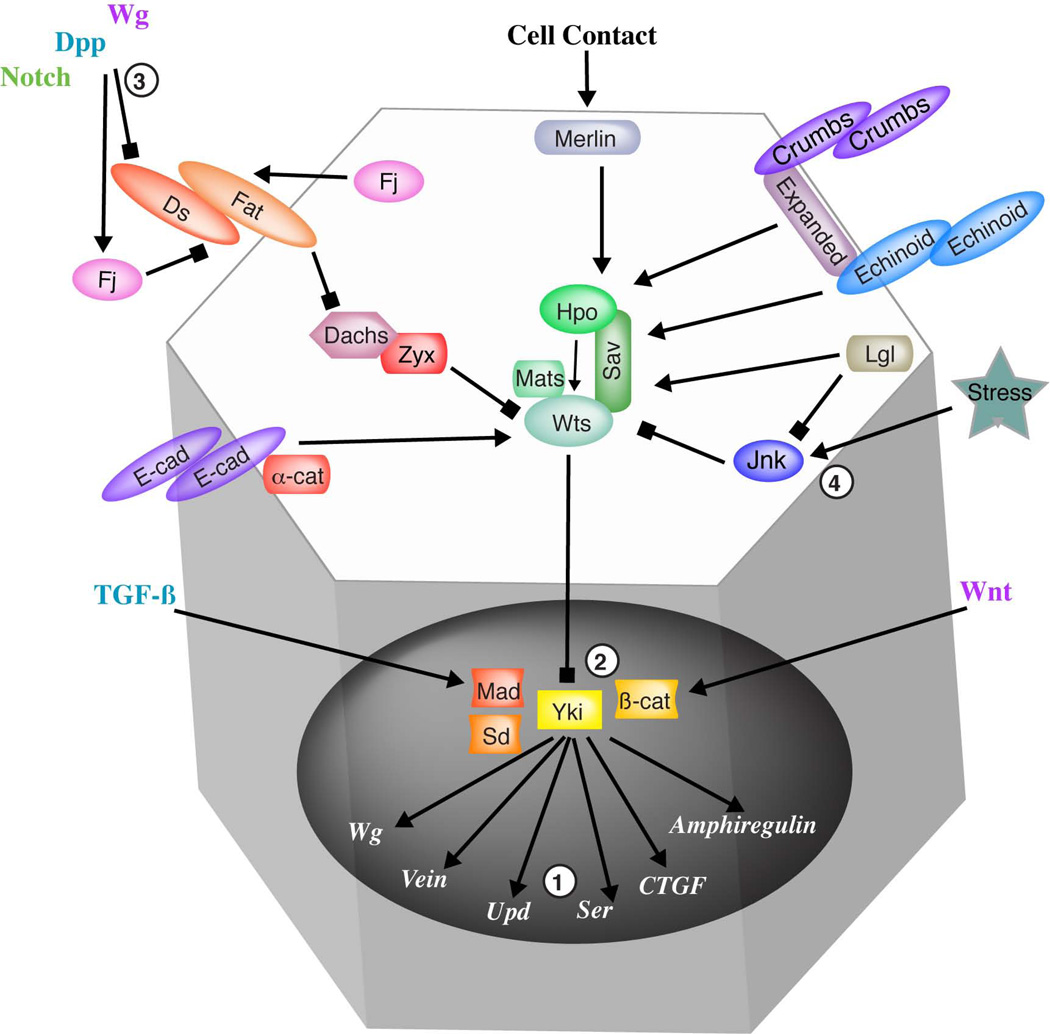 Wg
Dpp
Notch
3
Cell Contact
Merlin
Crumbs
Crumbs
Expanded
Echinoid
Echinoid
Ds
Fat
Fj
Fj
Dachs
Zyx
Hpo
Sav
Mats
Wts
Lgl
Stress
Jnk
4
E-cad
E-cad
α-cat
TGF-ß
Wnt
2
Mad
Yki
ß-cat
Sd
Wg
Vein
Upd
1
Ser
CTGF
Amphiregulin